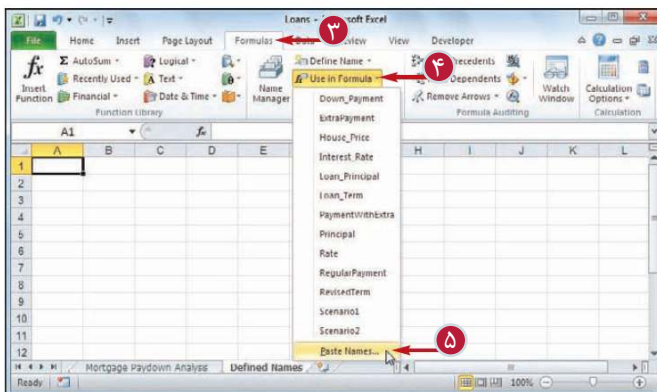 Loans - Microsoft Excel
File Home Insert Page Layout Formulas Data Review View Developer
۳
Σ AutoSum Logical Define Name Precedents
۴
fx Recently Used A Text Use in Formula Dependents
Insert Function Financial Date & Time Name Manager Remove Arrows Watch Window Calculation Options
Function Library Formula Auditing Calculation
A1 fx
A B C D E H I J K L
1
2
3
4
5
6
7
8
9
10
11
12
Down_Payment
ExtraPayment
House_Price
Interest_Rate
Loan_Principal
Loan_Term
PaymentWithExtra
Principal
Rate
RegularPayment
RevisedTerm
Scenario1
Scenario2
Paste Names...
۵
Mortgage Paydown Analysis Defined Names
Ready 100%